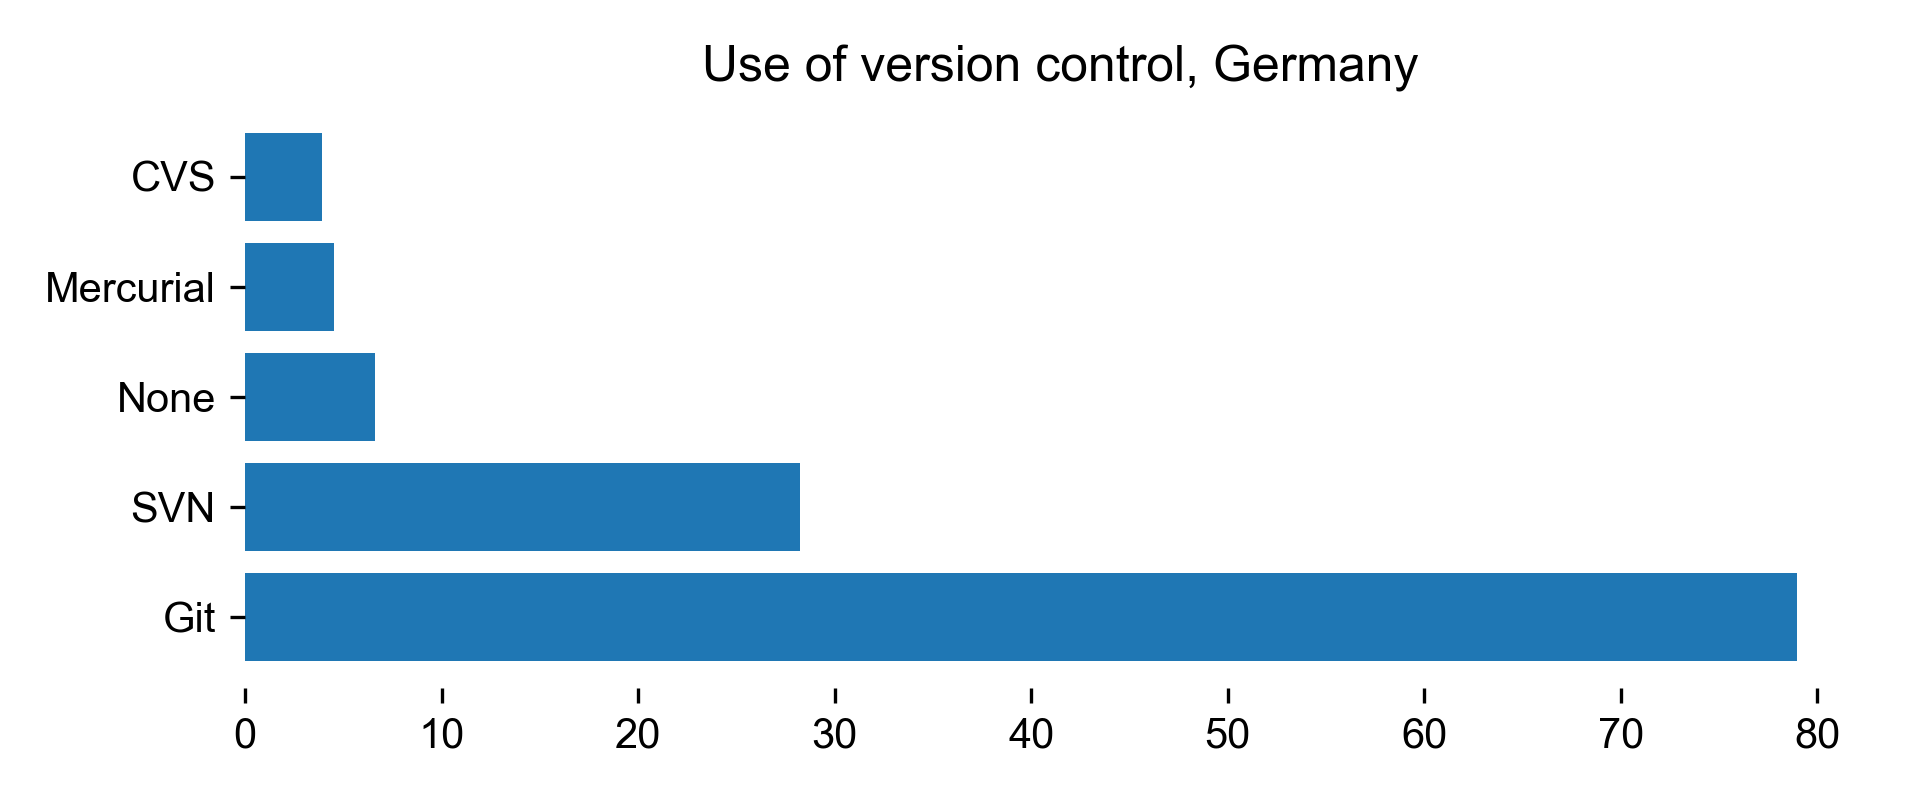 Use of version control, Germany
CVS
Mercurial
None
SVN
Git
0 10 20 30 40 50 60 70 80